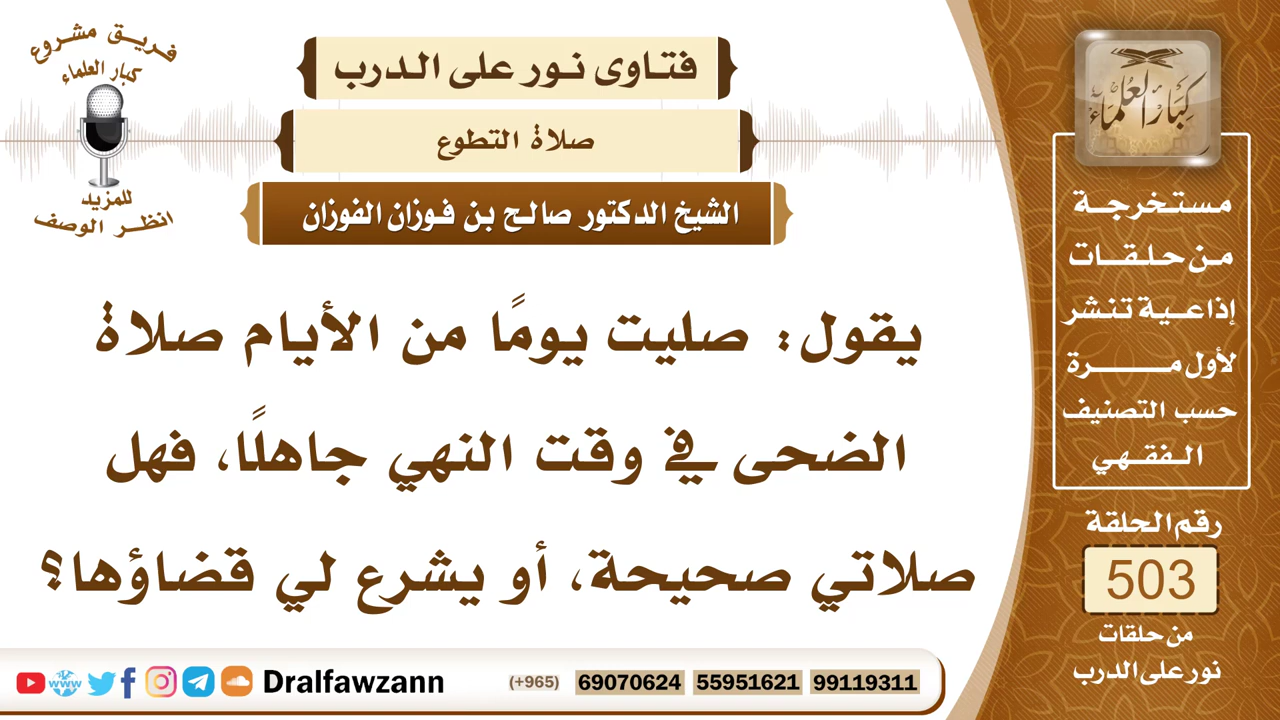 فريق مشروع
كبار العلماء
للمزيد
انظر الوصف
فتاوى نور على الدرب
صلاة التطوع
الشيخ الدكتور صالح بن فوزان الفوزان
يقول: صليت يومًا من الأيام صلاة
الضحى في وقت النهي جاهلًا، فهل
صلاتي صحيحة، أو يشرع لي قضاؤها؟
كبار العلماء
مستخرجة
من حلقات
إذاعية تنشر
لأول مرة
حسب التصنيف
الفقهي
رقم الحلقة
503
من حلقات
نور على الدرب
www Dralfawzann (+965) 69070624 55951621 99119311